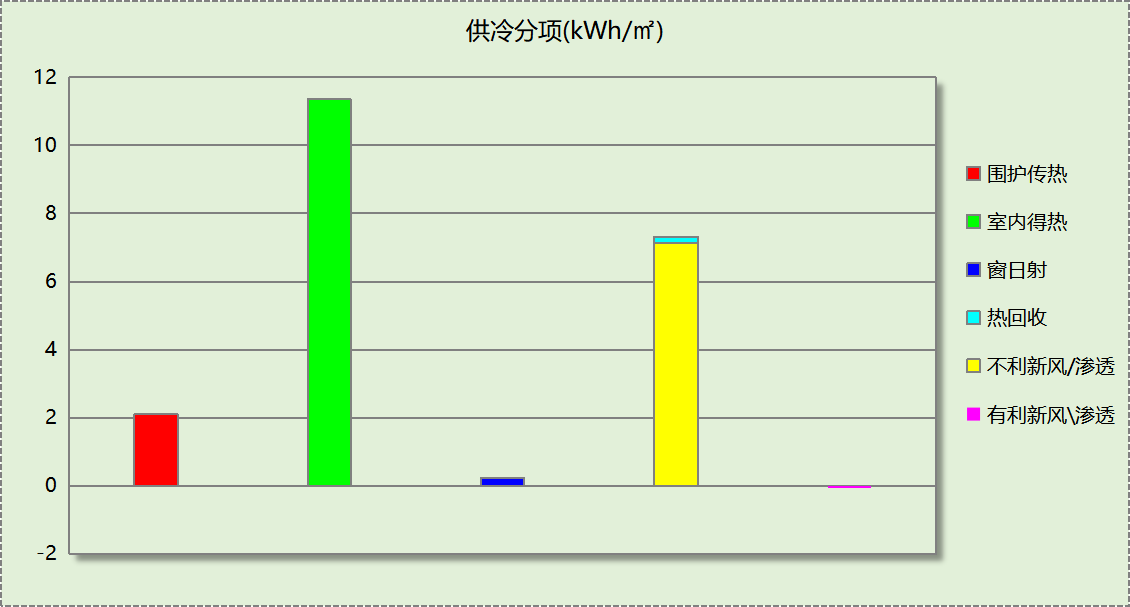 供冷分项(kWh/㎡)
12
10
8
6
4
2
0
-2
围护传热
室内得热
窗日射
热回收
不利新风/渗透
有利新风\渗透